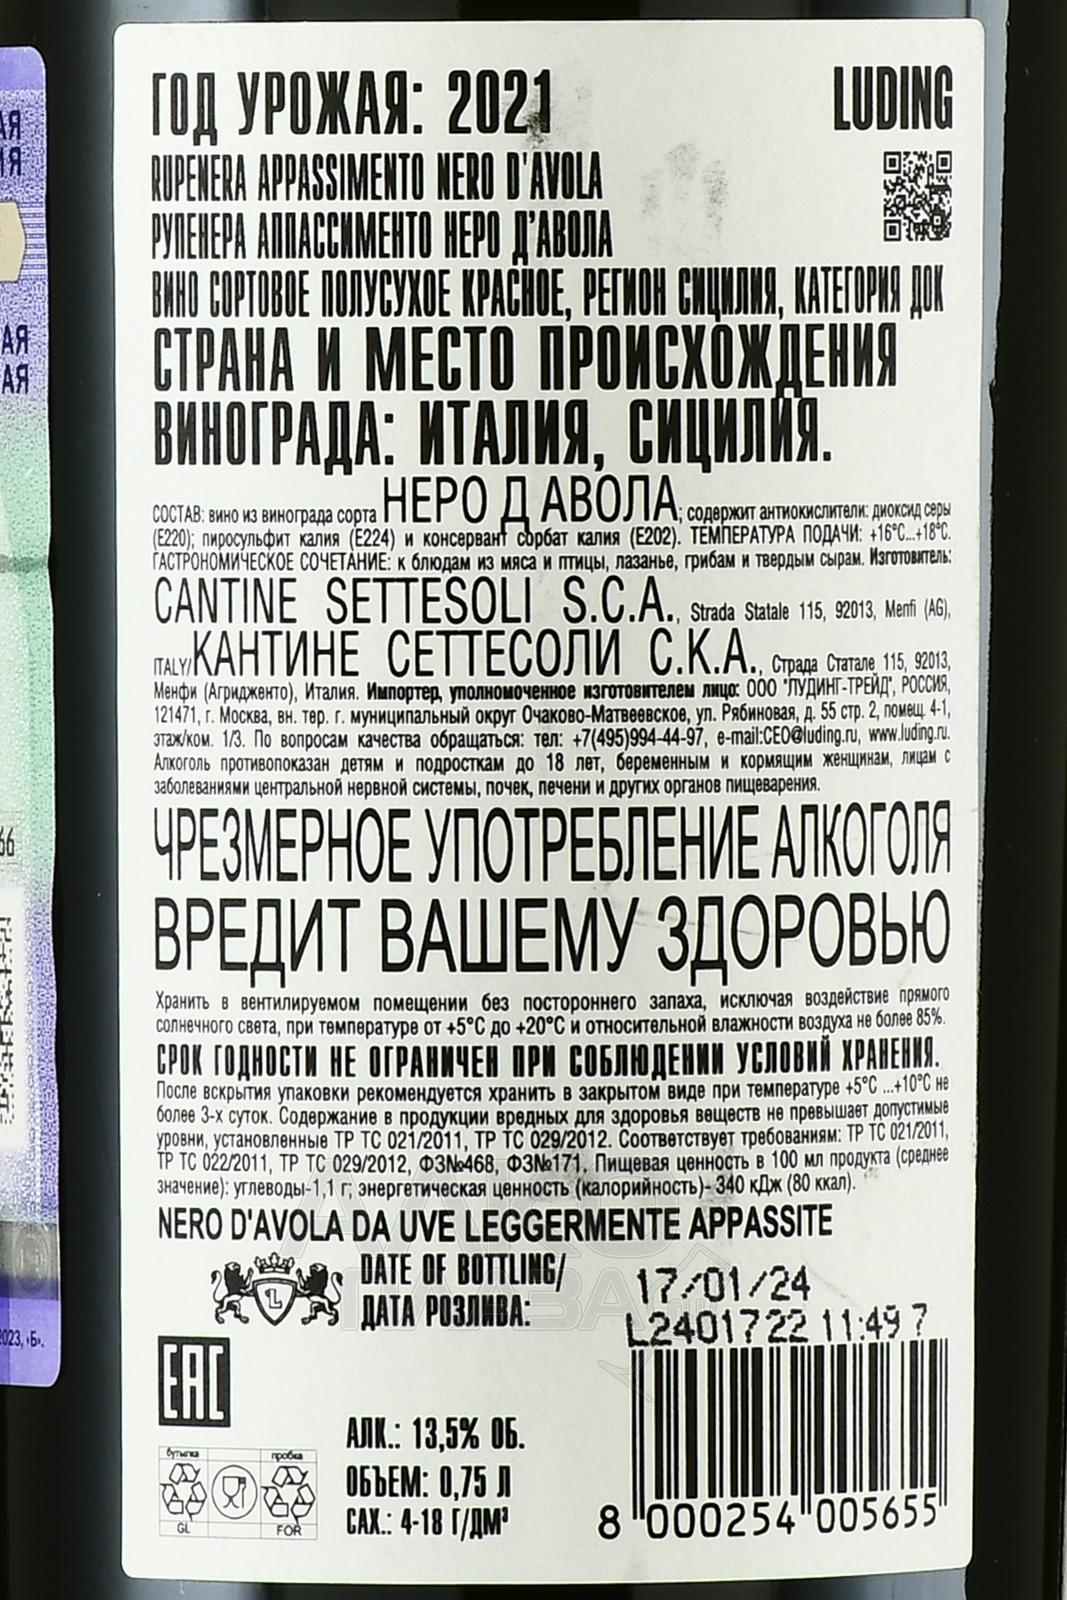 ГОД УРОЖАЯ: 2021
LUDING
RUPENERA APPASSIMENTO NERO D'AVOLA
РУПЕНЕРА АППАССИМЕНТО НЕРО Д'АВОЛА
ВИНО СОРТОВОЕ ПОЛУСУХОЕ КРАСНОЕ, РЕГИОН СИЦИЛИЯ, КАТЕГОРИЯ ДОК
СТРАНА И МЕСТО ПРОИСХОЖДЕНИЯ
ВИНОГРАДА: ИТАЛИЯ, СИЦИЛИЯ.
СОСТАВ: вино из винограда сорта НЕРО Д АВОЛА; содержит антиокислители: диоксид серы
(Е220); пиросульфит калия (Е224) и консервант сорбат калия (Е202). ТЕМПЕРАТУРА ПОДАЧИ: +16°С...+18°С.
ГАСТРОНОМИЧЕСКОЕ СОЧЕТАНИЕ: к блюдам из мяса и птицы, лазанье, грибам и твердым сырам. Изготовитель:
CANTINE SETTESOLI S.C.A., Strada Statale 115, 92013, Menfi (AG),
ITALY/КАНТИНЕ СЕТТЕСОЛИ С.К.А., Страда Статале 115, 92013,
Менфи (Агридженто), Италия. Импортер, уполномоченное изготовителем лицо: ООО "ЛУДИНГ-ТРЕЙД", РОССИЯ,
121471, г. Москва, вн. тер. г. муниципальный округ Очаково-Матвеевское, ул. Рябиновая, д. 55 стр. 2, помещ. 4-1,
этаж/ком. 1/3. По вопросам качества обращаться: тел: +7(495)994-44-97, e-mail:CEO@luding.ru, www.luding.ru.
Алкоголь противопоказан детям и подросткам до 18 лет, беременным и кормящим женщинам, лицам с
заболеваниями центральной нервной системы, почек, печени и других органов пищеварения.
ЧРЕЗМЕРНОЕ УПОТРЕБЛЕНИЕ АЛКОГОЛЯ
ВРЕДИТ ВАШЕМУ ЗДОРОВЬЮ
Хранить в вентилируемом помещении без постороннего запаха, исключая воздействие прямого
солнечного света, при температуре от +5°С до +20°С и относительной влажности воздуха не более 85%.
СРОК ГОДНОСТИ НЕ ОГРАНИЧЕН ПРИ СОБЛЮДЕНИИ УСЛОВИЙ ХРАНЕНИЯ.
После вскрытия упаковки рекомендуется хранить в закрытом виде при температуре +5°С ...+10°С не
более 3-х суток. Содержание в продукции вредных для здоровья веществ не превышает допустимые
уровни, установленные ТР ТС 021/2011, ТР ТС 029/2012. Соответствует требованиям: ТР ТС 021/2011,
ТР ТС 022/2011, ТР ТС 029/2012, ФЗ№468, ФЗ№171. Пищевая ценность в 100 мл продукта (среднее
значение): углеводы-1,1 г; энергетическая ценность (калорийность)- 340 кДж (80 ккал).
NERO D'AVOLA DA UVE LEGGERMENTE APPASSITE
DATE OF BOTTLING/
ДАТА РОЗЛИВА:
17/01/24
L2401722 11:49 7
EAC
бутылка
пробка
GL
FOR
АЛК.: 13,5% ОБ.
ОБЪЕМ: 0,75 Л
САХ.: 4-18 Г/ДМ³
8 000254 005655
66
2023, «Б».